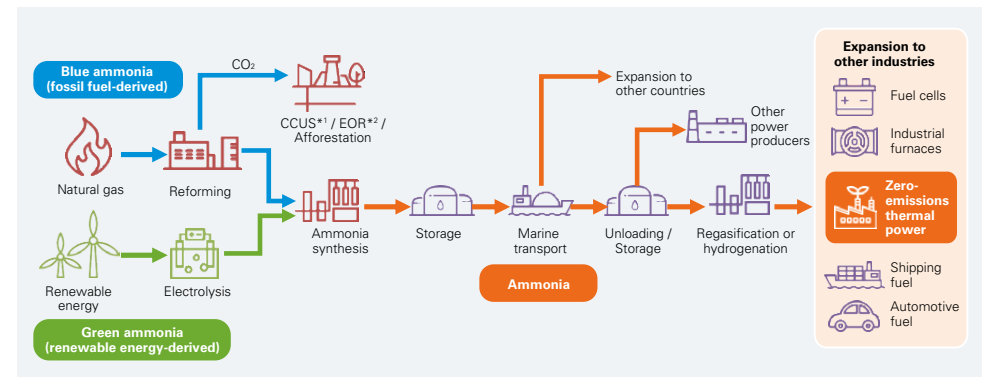 Blue ammonia
(fossil fuel-derived)
CO₂
CCUS*¹ / EOR*² /
Afforestation
Natural gas
Reforming
Ammonia
synthesis
Storage
Marine
transport
Unloading /
Storage
Regasification or
hydrogenation
Expansion to
other countries
Other
power
producers
Renewable
energy
Electrolysis
Green ammonia
(renewable energy-derived)
Ammonia
Expansion to
other industries
Fuel cells
Industrial
furnaces
Zero-
emissions
thermal
power
Shipping
fuel
Automotive
fuel